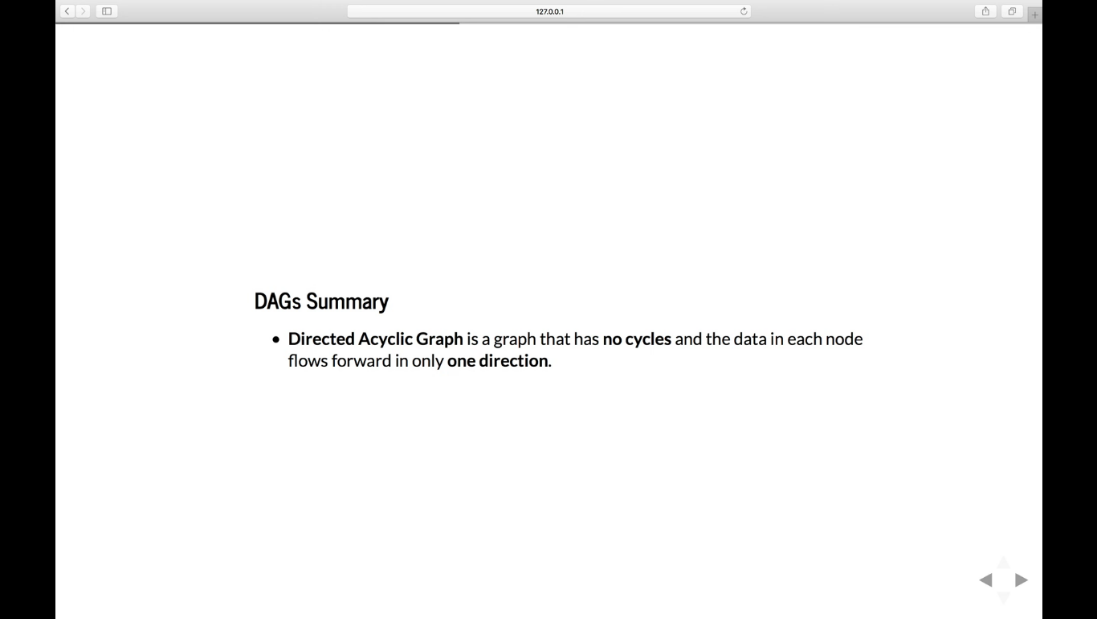 127.0.0.1
DAGs Summary
• Directed Acyclic Graph is a graph that has no cycles and the data in each node
flows forward in only one direction.